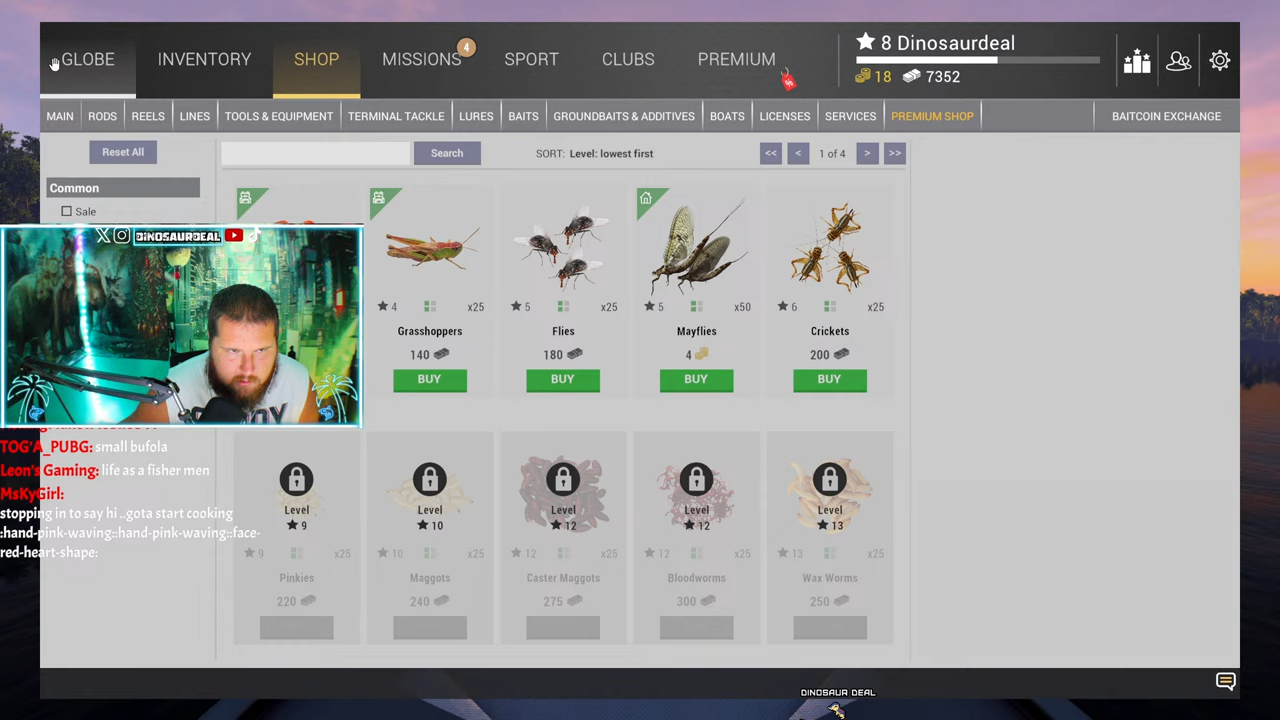 GLOBE
INVENTORY
SHOP
MISSIONS
4
SPORT
CLUBS
PREMIUM
%
8 Dinosaurdeal
18 7352
MAIN
RODS
REELS
LINES
TOOLS & EQUIPMENT
TERMINAL TACKLE
LURES
BAITS
GROUNDBAITS & ADDITIVES
BOATS
LICENSES
SERVICES
PREMIUM SHOP
BAITCOIN EXCHANGE
Reset All
Search
SORT: Level: lowest first
<< < 1 of 4 > >>
Common
Sale
DINOSAURDEAL
4 x25
Grasshoppers
140
BUY
5 x25
Flies
180
BUY
5 x50
Mayflies
4
BUY
6 x25
Crickets
200
BUY
TOG'A_PUBG: small bufola
Leon's Gaming: life as a fisher men
MsKyGirl:
stopping in to say hi ..gota start cooking
:hand-pink-waving::hand-pink-waving::face-
red-heart-shape:
Level
9
9 x25
Pinkies
220
Level
10
10 x25
Maggots
240
Level
12
12 x25
Caster Maggots
275
Level
12
12 x25
Bloodworms
300
Level
13
13 x25
Wax Worms
250
DINOSAUR DEAL